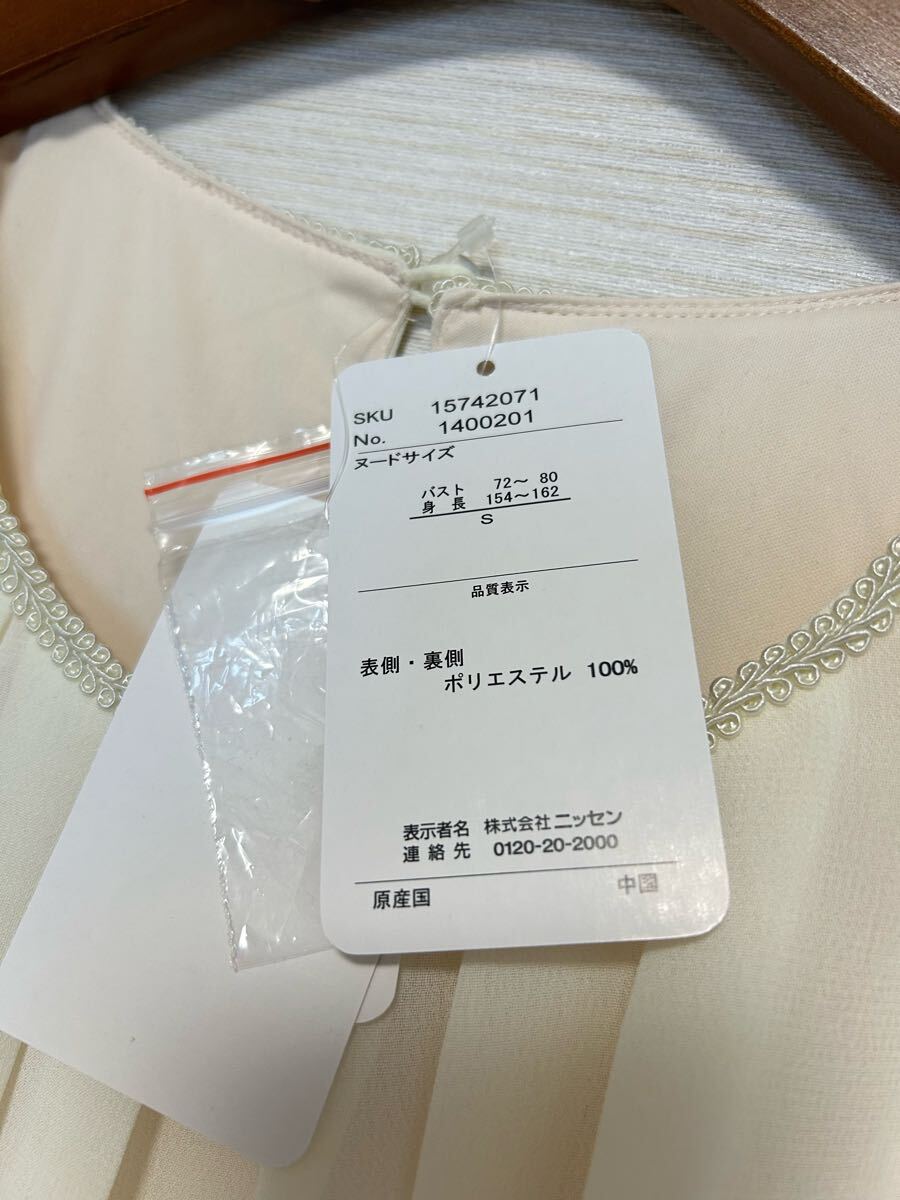 SKU 15742071
No. 1400201
ヌードサイズ
バスト 72〜 80
身 長 154〜162
S
品質表示
表側・裏側
ポリエステル 100%
表示者名 株式会社ニッセン
連 絡 先 0120-20-2000
原産国 中国